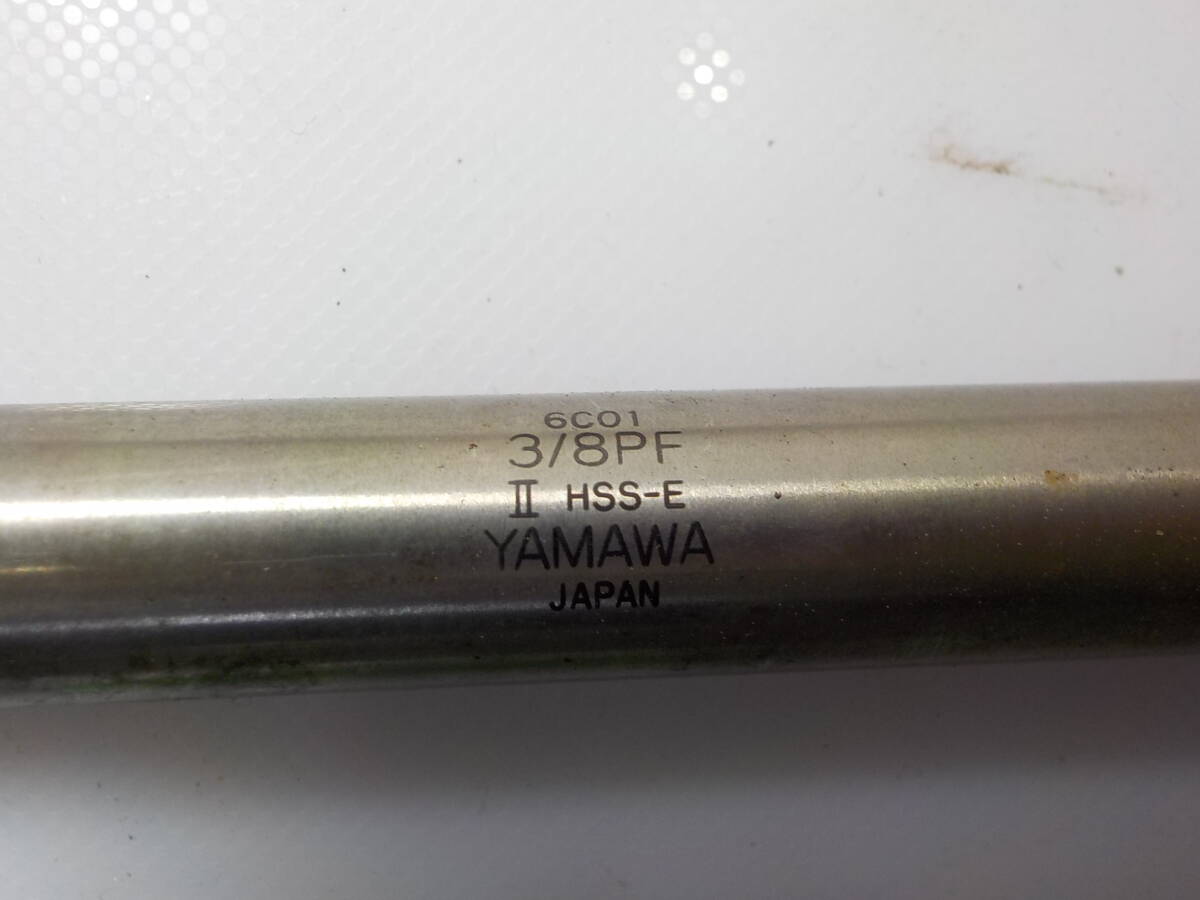 6C01
3/8PF
II HSS-E
YAMAWA
JAPAN